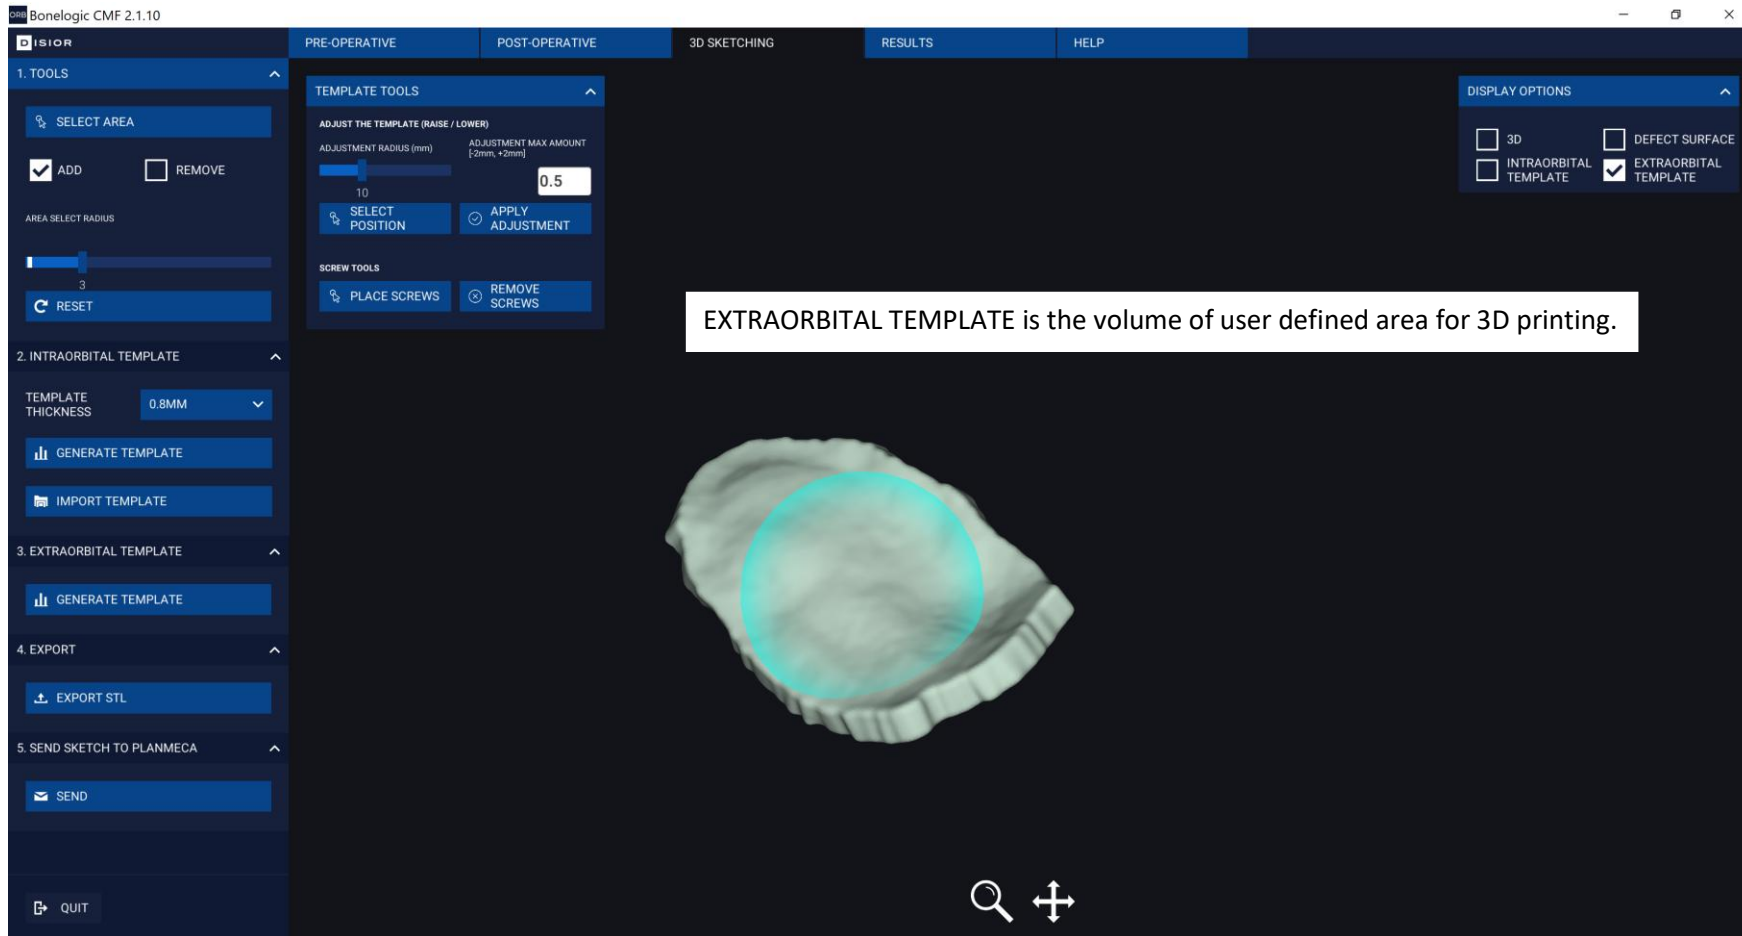 ORB Bonelogic CMF 2.1.10
DISIOR
PRE-OPERATIVE
POST-OPERATIVE
3D SKETCHING
RESULTS
HELP
1. TOOLS
SELECT AREA
ADD
REMOVE
AREA SELECT RADIUS
3
RESET
2. INTRAORBITAL TEMPLATE
TEMPLATE
THICKNESS
0.8MM
GENERATE TEMPLATE
IMPORT TEMPLATE
3. EXTRAORBITAL TEMPLATE
GENERATE TEMPLATE
4. EXPORT
EXPORT STL
5. SEND SKETCH TO PLANMECA
SEND
QUIT
TEMPLATE TOOLS
ADJUST THE TEMPLATE (RAISE / LOWER)
ADJUSTMENT RADIUS (mm)
10
ADJUSTMENT MAX AMOUNT
[-2mm, +2mm]
0.5
SELECT
POSITION
APPLY
ADJUSTMENT
SCREW TOOLS
PLACE SCREWS
REMOVE
SCREWS
EXTRAORBITAL TEMPLATE is the volume of user defined area for 3D printing.
DISPLAY OPTIONS
3D
DEFECT SURFACE
INTRAORBITAL
TEMPLATE
EXTRAORBITAL
TEMPLATE